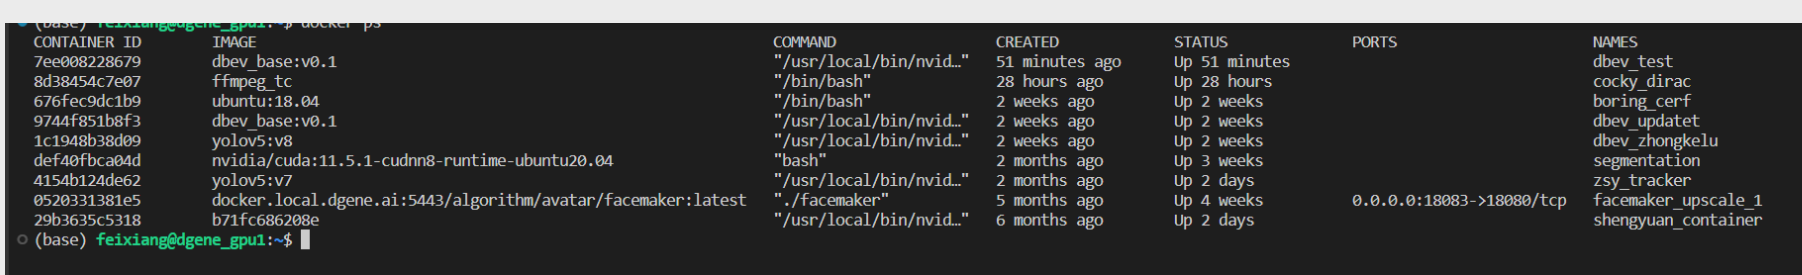 (base) feixiang@dgene_gpu1:~$ docker ps
CONTAINER ID IMAGE COMMAND CREATED STATUS PORTS NAMES
7ee008228679 dbev_base:v0.1 "/usr/local/bin/nvid…" 51 minutes ago Up 51 minutes dbev_test
8d38454c7e07 ffmpeg_tc "/bin/bash" 28 hours ago Up 28 hours cocky_dirac
676fec9dc1b9 ubuntu:18.04 "/bin/bash" 2 weeks ago Up 2 weeks boring_cerf
9744f851b8f3 dbev_base:v0.1 "/usr/local/bin/nvid…" 2 weeks ago Up 2 weeks dbev_updatet
1c1948b38d09 yolov5:v8 "/usr/local/bin/nvid…" 2 weeks ago Up 2 weeks dbev_zhongkelu
def40fbca04d nvidia/cuda:11.5.1-cudnn8-runtime-ubuntu20.04 "bash" 2 months ago Up 3 weeks segmentation
4154b124de62 yolov5:v7 "/usr/local/bin/nvid…" 2 months ago Up 2 days zsy_tracker
0520331381e5 docker.local.dgene.ai:5443/algorithm/avatar/facemaker:latest "./facemaker" 5 months ago Up 4 weeks 0.0.0.0:18083->18080/tcp facemaker_upscale_1
29b3635c5318 b71fc686208e "/usr/local/bin/nvid…" 6 months ago Up 2 days shengyuan_container
(base) feixiang@dgene_gpu1:~$